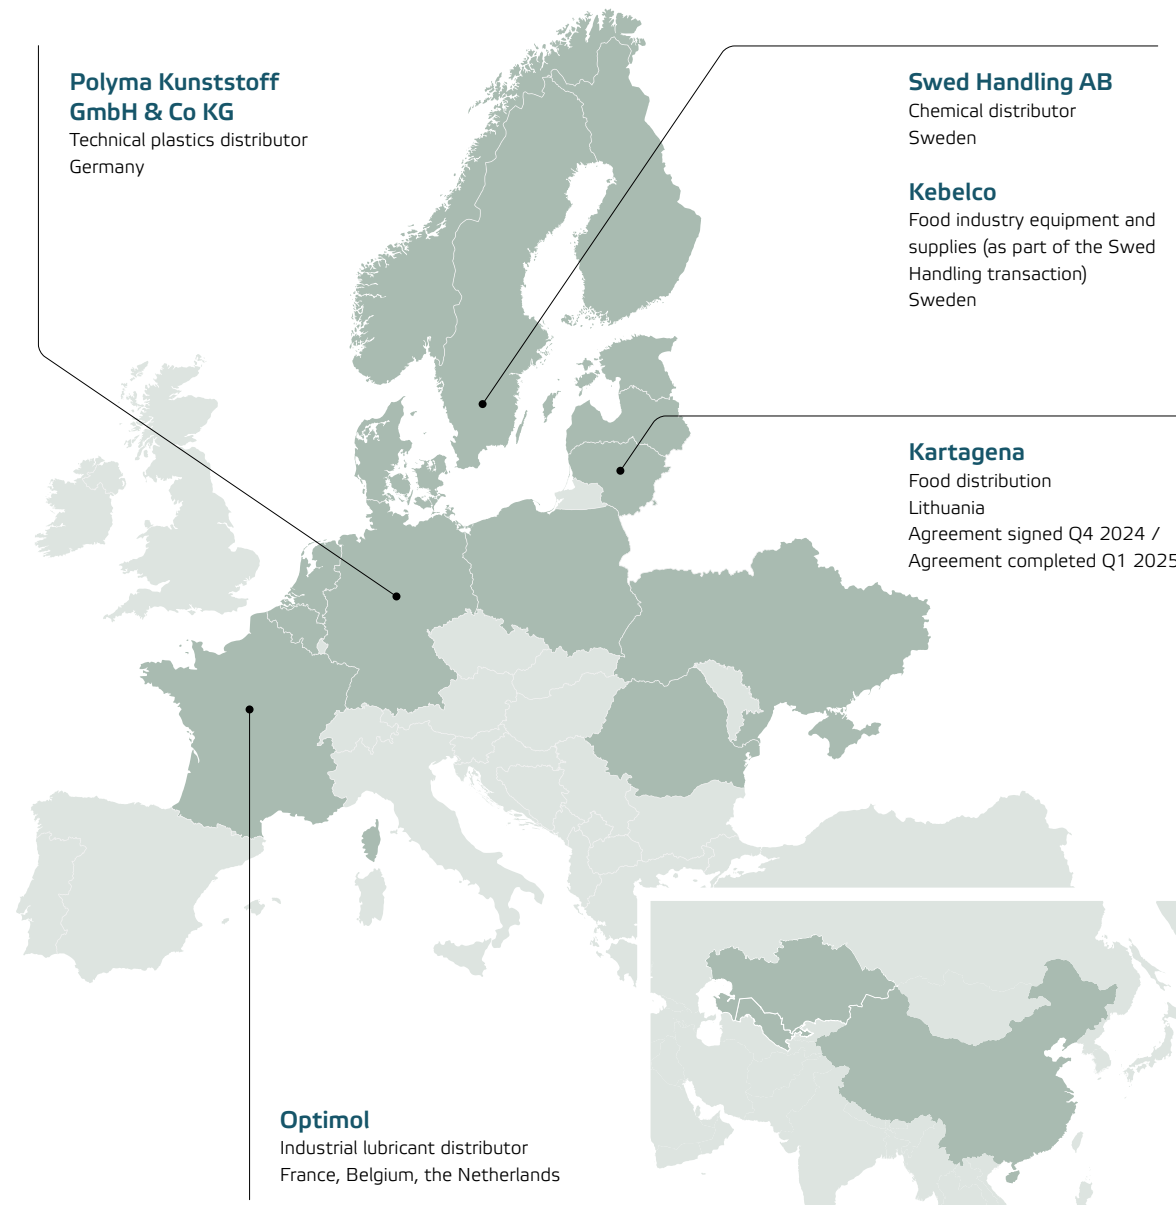 Polyma Kunststoff
GmbH & Co KG
Technical plastics distributor
Germany
Swed Handling AB
Chemical distributor
Sweden
Kebelco
Food industry equipment and
supplies (as part of the Swed
Handling transaction)
Sweden
Kartagena
Food distribution
Lithuania
Agreement signed Q4 2024 /
Agreement completed Q1 2025
Optimol
Industrial lubricant distributor
France, Belgium, the Netherlands